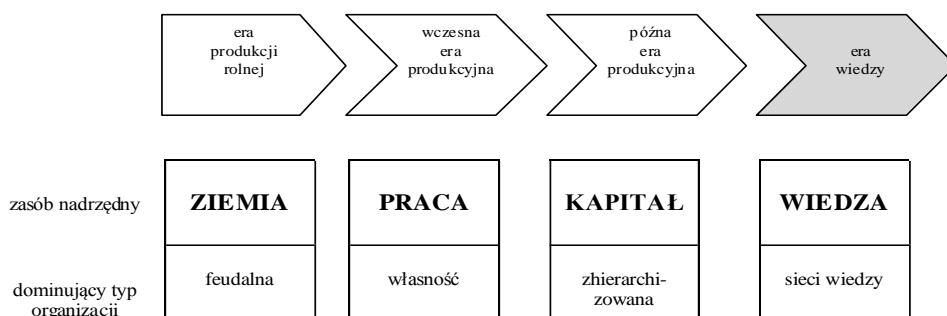 era
produkcji
rolnej
wczesna
era
produkcyjna
późna
era
produkcyjna
era
wiedzy
zasób nadrzędny
ZIEMIA
PRACA
KAPITAŁ
WIEDZA
dominujący typ
organizacji
feudalna
własność
zhierarchi-
zowana
sieci wiedzy